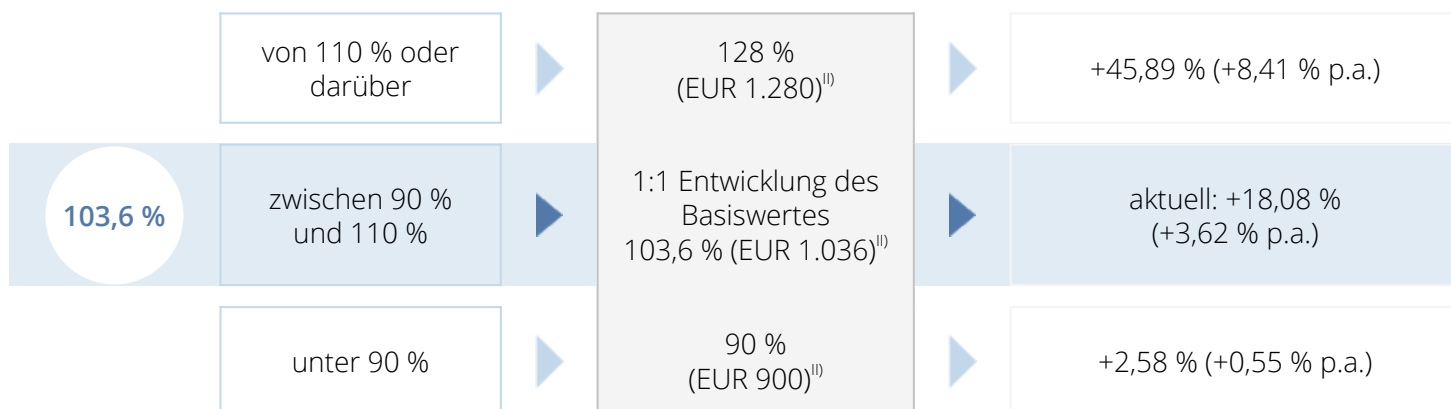 von 110 % oder
darüber
128 %
(EUR 1.280)II)
+45,89 % (+8,41 % p.a.)
103,6 %
zwischen 90 %
und 110 %
1:1 Entwicklung des
Basiswertes
103,6 % (EUR 1.036)II)
aktuell: +18,08 %
(+3,62 % p.a.)
unter 90 %
90 %
(EUR 900)II)
+2,58 % (+0,55 % p.a.)